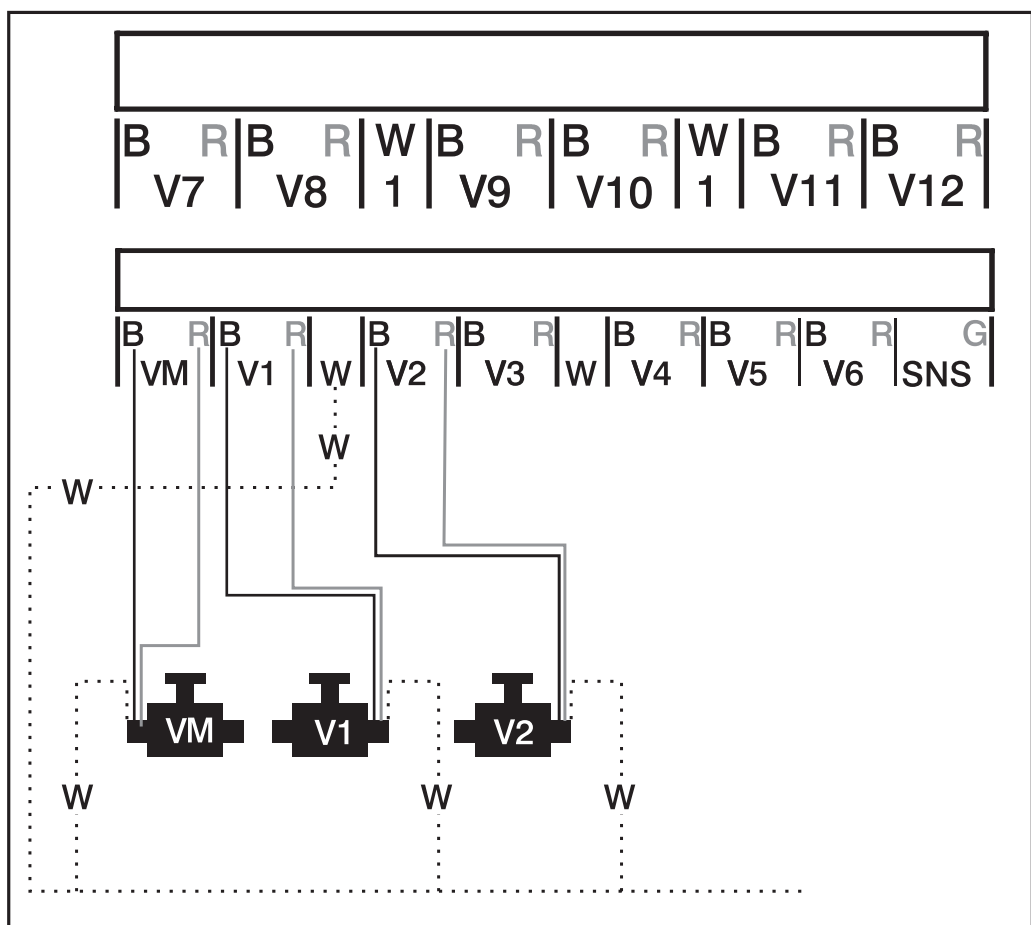 B R B R W B R B R W B R B R
V7 V8 1 V9 V10 1 V11 V12
B R B R B R B R B R B R B R G
VM V1 W V2 V3 W V4 V5 V6 SNS
W
W
VM V1 V2
W W W